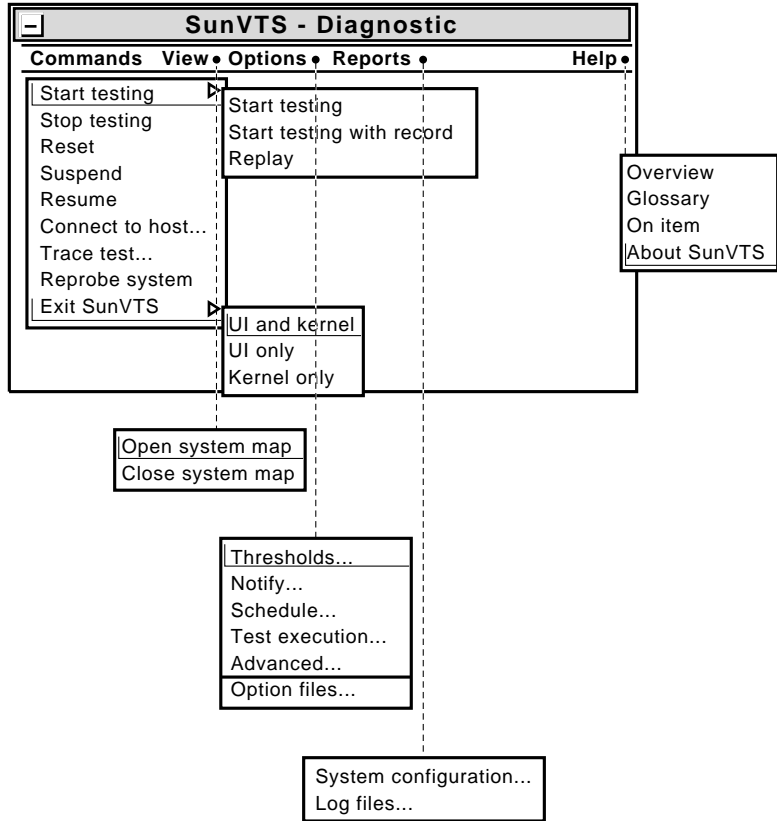 SunVTS - Diagnostic
Commands View Options Reports Help
Start testing
Stop testing
Reset
Suspend
Resume
Connect to host...
Trace test...
Reprobe system
Exit SunVTS
Start testing
Start testing with record
Replay
UI and kernel
UI only
Kernel only
Overview
Glossary
On item
About SunVTS
Open system map
Close system map
Thresholds...
Notify...
Schedule...
Test execution...
Advanced...
Option files...
System configuration...
Log files...